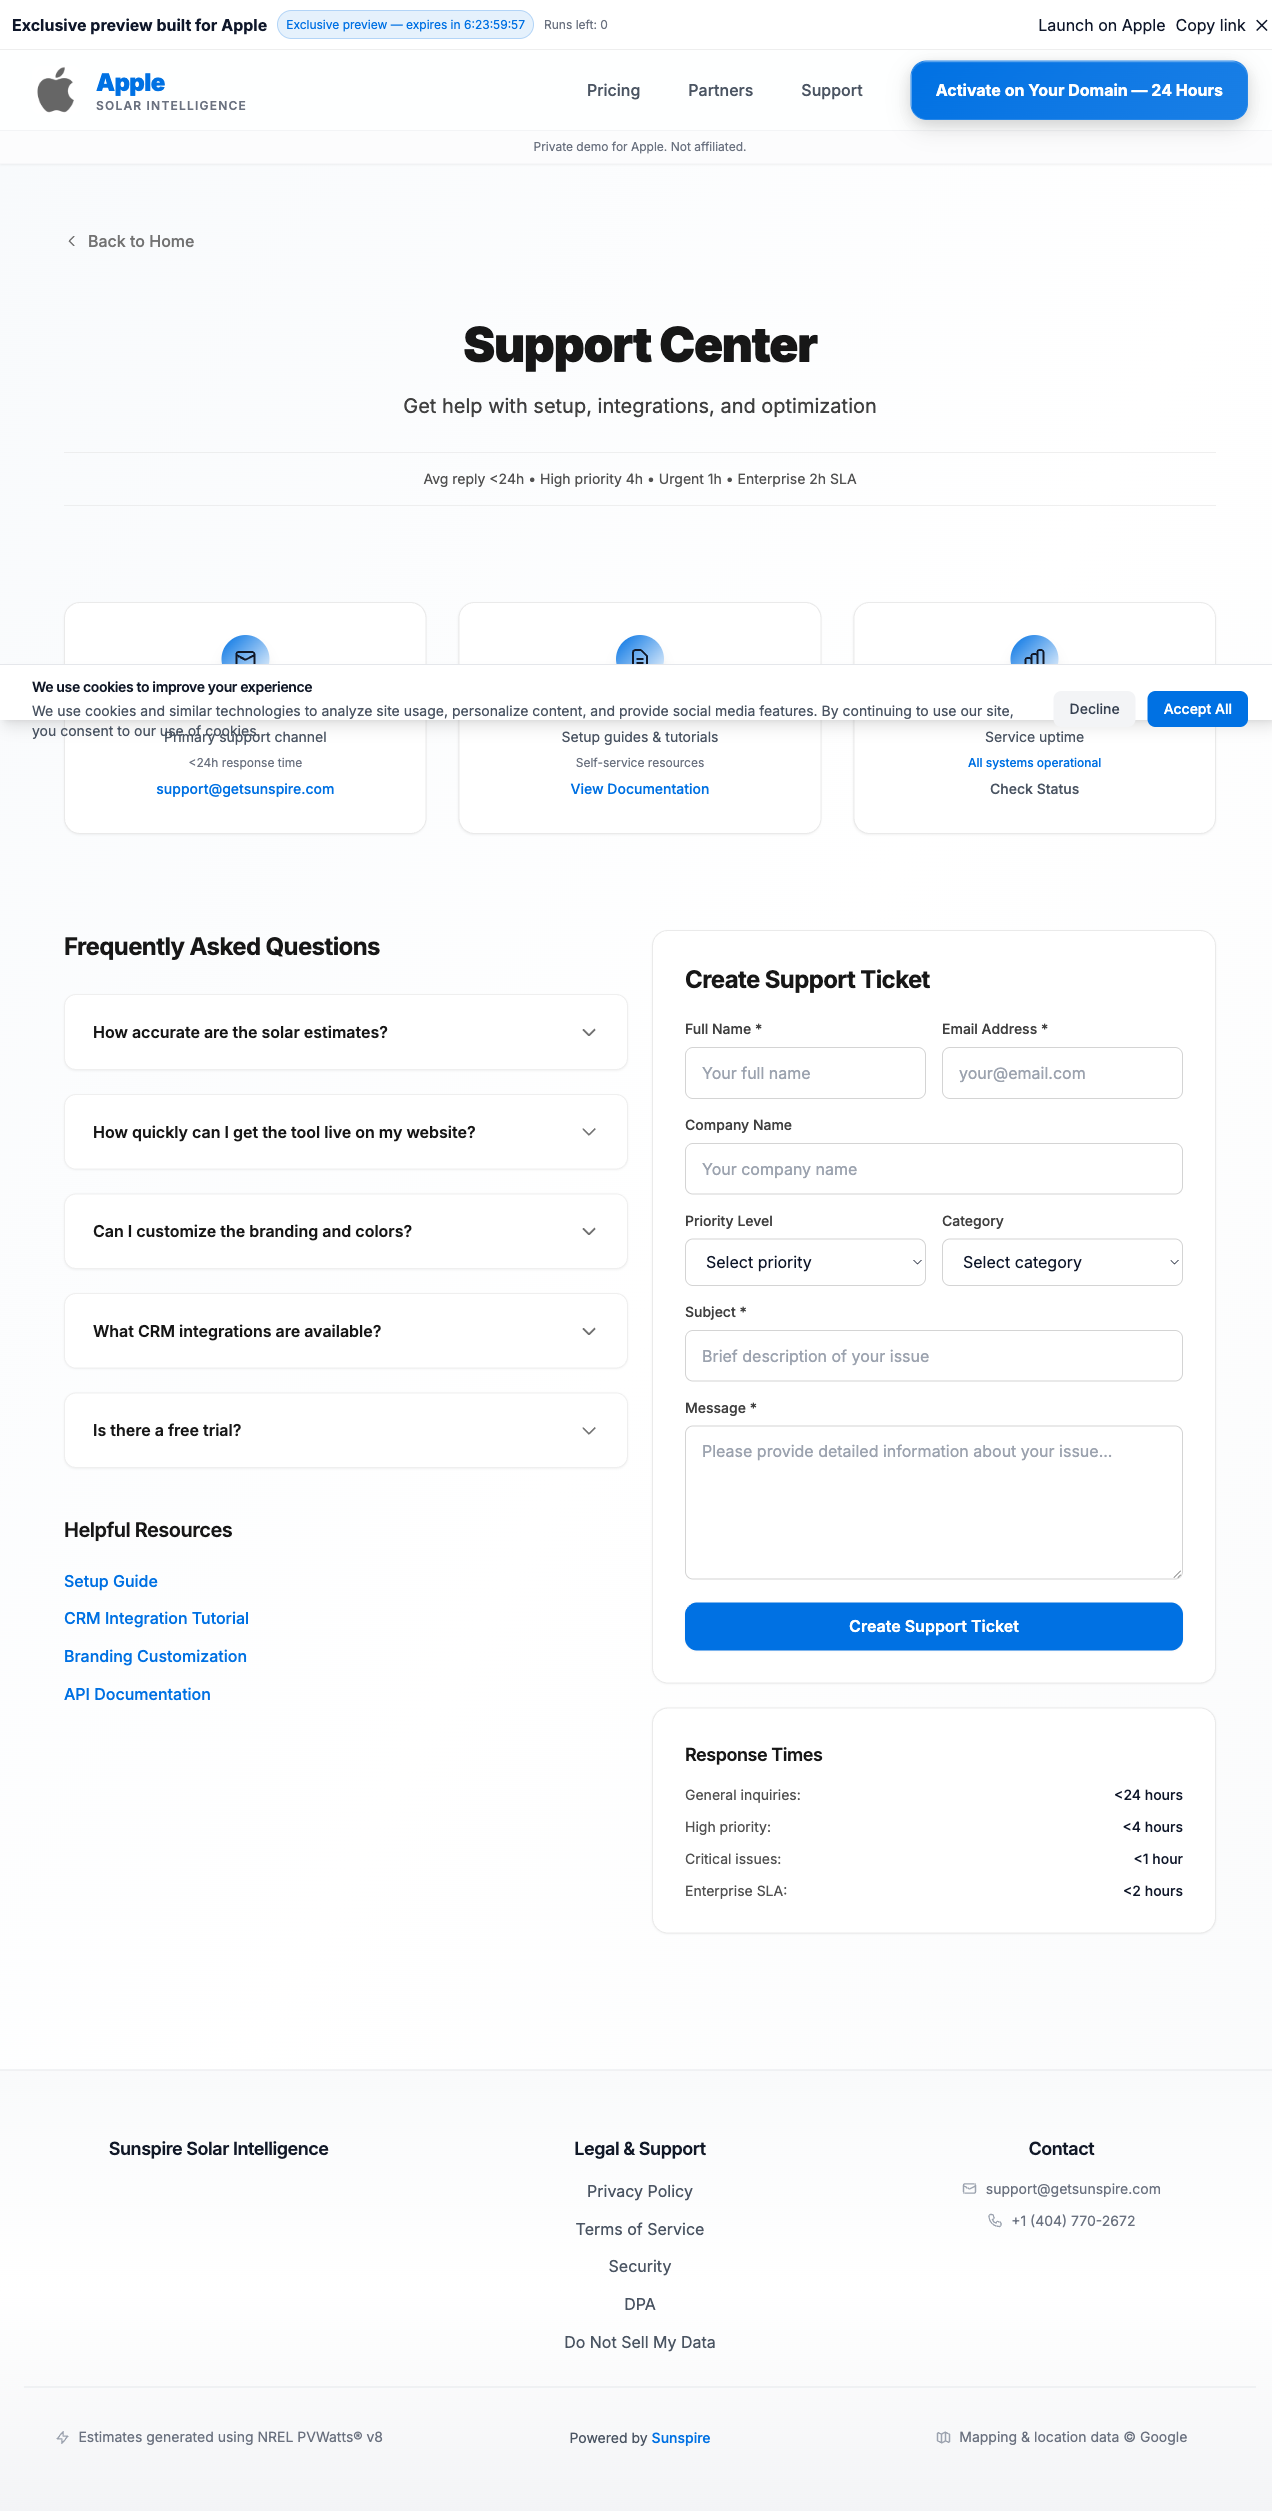 Exclusive preview built for Apple
Exclusive preview — expires in 6:23:59:57
Runs left: 0
Launch on Apple
Copy link
Apple
SOLAR INTELLIGENCE
Pricing
Partners
Support
Activate on Your Domain — 24 Hours
Private demo for Apple. Not affiliated.
Back to Home
Support Center
Get help with setup, integrations, and optimization
Avg reply <24h • High priority 4h • Urgent 1h • Enterprise 2h SLA
We use cookies to improve your experience
We use cookies and similar technologies to analyze site usage, personalize content, and provide social media features. By continuing to use our site,
you consent to our use of cookies.
Decline
Accept All
Primary support channel
<24h response time
support@getsunspire.com
Setup guides & tutorials
Self-service resources
View Documentation
Service uptime
All systems operational
Check Status
Frequently Asked Questions
How accurate are the solar estimates?
How quickly can I get the tool live on my website?
Can I customize the branding and colors?
What CRM integrations are available?
Is there a free trial?
Helpful Resources
Setup Guide
CRM Integration Tutorial
Branding Customization
API Documentation
Create Support Ticket
Full Name *
Email Address *
Your full name
your@email.com
Company Name
Your company name
Priority Level
Category
Select priority
Select category
Subject *
Brief description of your issue
Message *
Please provide detailed information about your issue...
Create Support Ticket
Response Times
General inquiries:
<24 hours
High priority:
<4 hours
Critical issues:
<1 hour
Enterprise SLA:
<2 hours
Sunspire Solar Intelligence
Legal & Support
Privacy Policy
Terms of Service
Security
DPA
Do Not Sell My Data
Contact
support@getsunspire.com
+1 (404) 770-2672
Estimates generated using NREL PVWatts® v8
Powered by Sunspire
Mapping & location data © Google